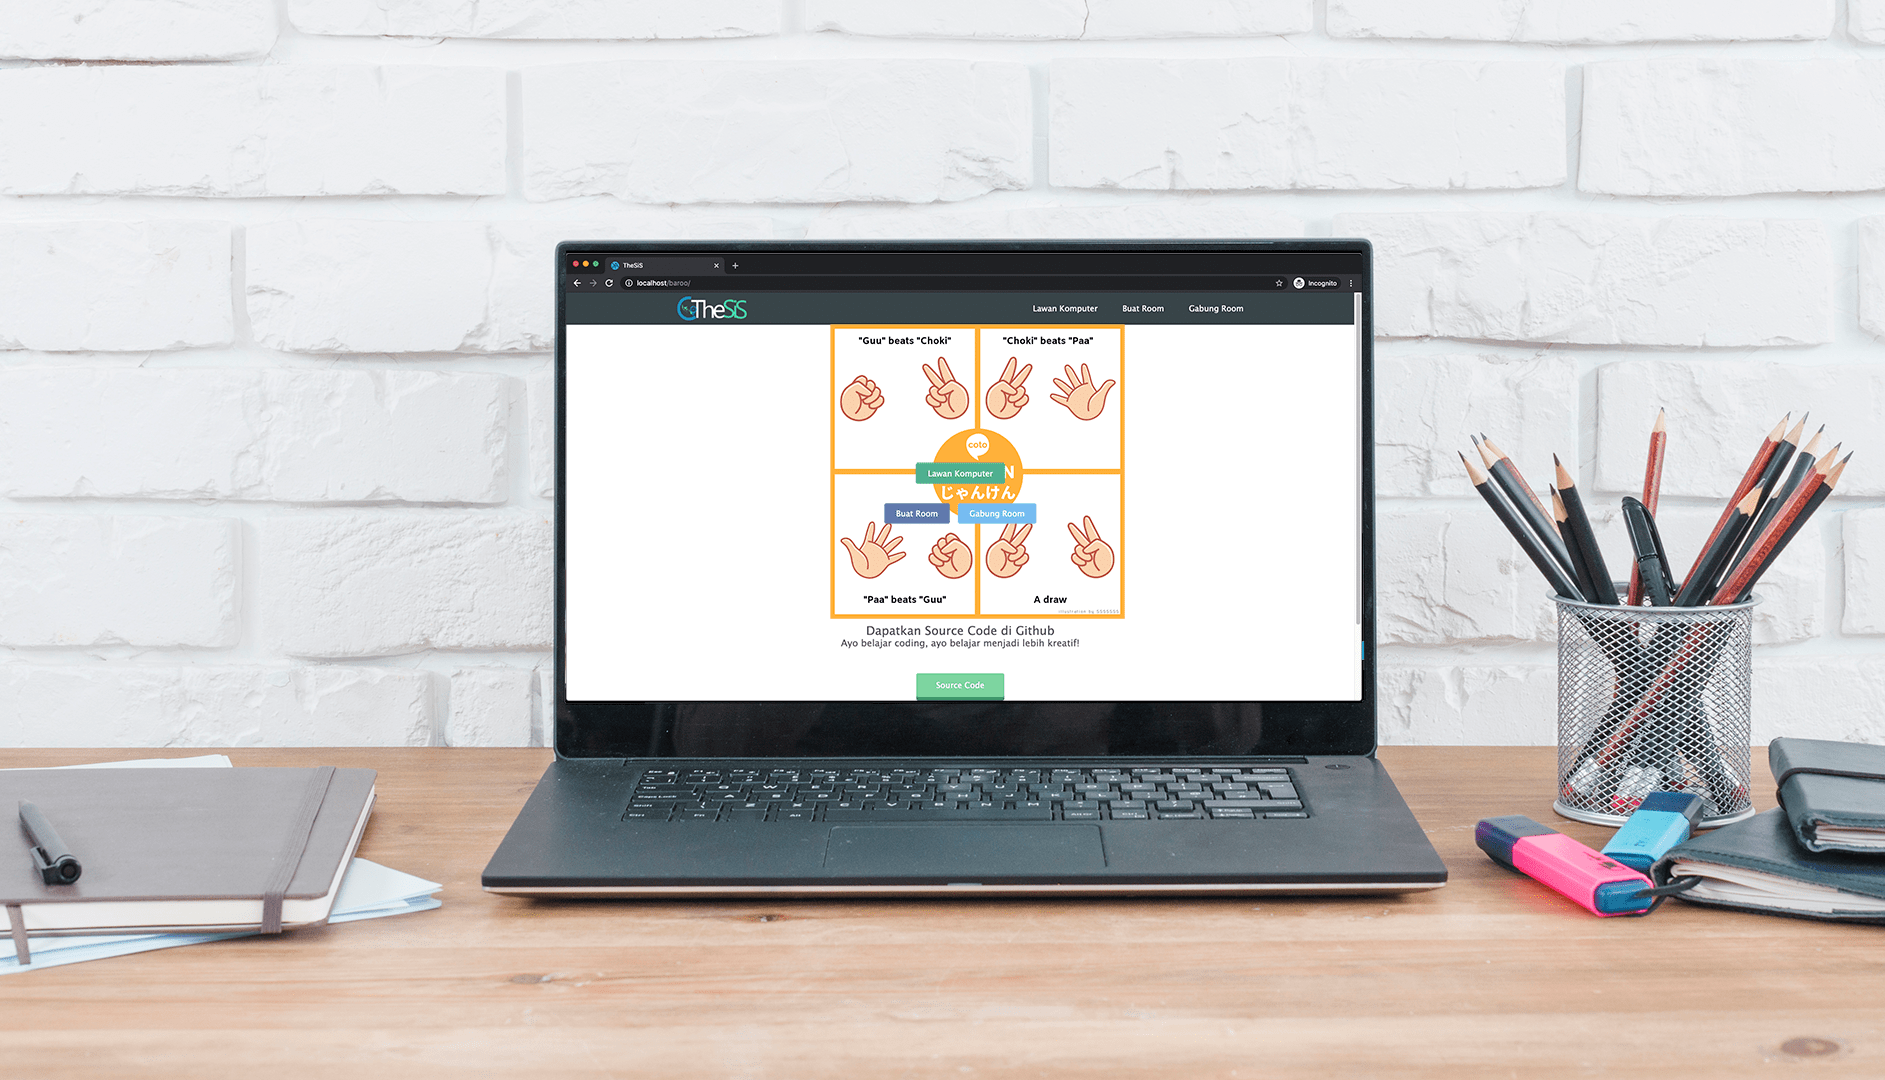 TheSiS
localhost/baroo/
Incognito
TheSiS
Lawan Komputer
Buat Room
Gabung Room
"Guu" beats "Choki"
"Choki" beats "Paa"
coto
Lawan Komputer
N
じゃんけん
Buat Room
Gabung Room
"Paa" beats "Guu"
A draw
Dapatkan Source Code di Github
Ayo belajar coding, ayo belajar menjadi lebih kreatif!
Source Code